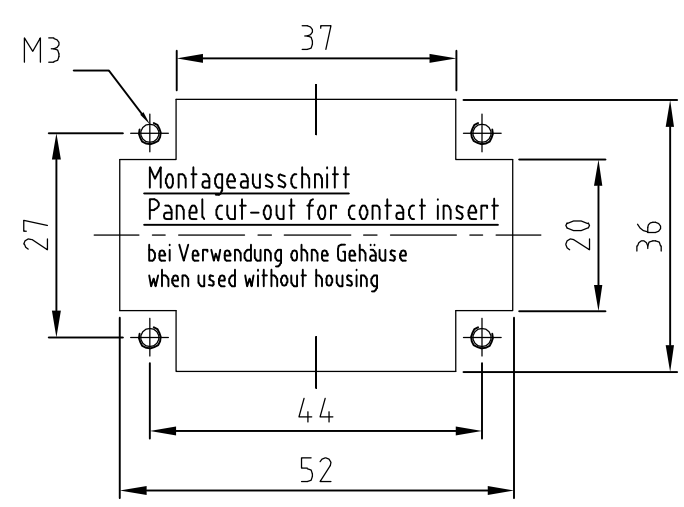 37
M3
Montageausschnitt
Panel cut-out for contact insert
27
20
36
bei Verwendung ohne Gehäuse
when used without housing
44
52